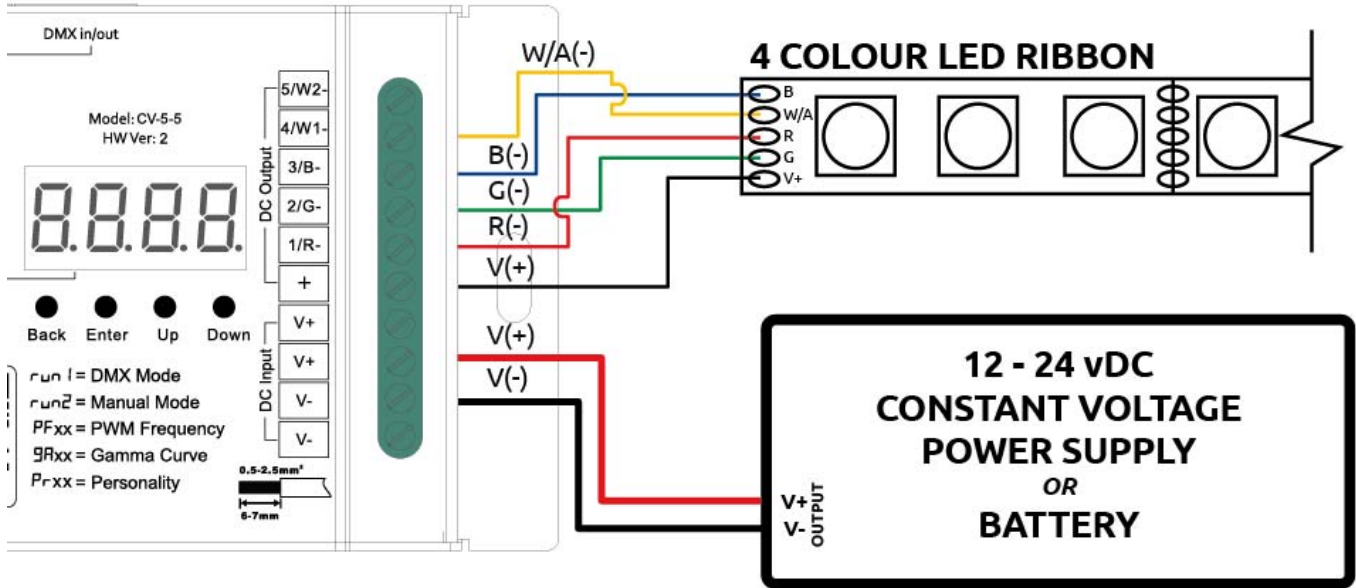 DMX in/out
Model: CV-5-5
HW Ver: 2
8.8.8.8.
Back Enter Up Down
run1 = DMX Mode
run2 = Manual Mode
PFxx = PWM Frequency
gAxx = Gamma Curve
Prxx = Personality
DC Output
5/W2-
4/W1-
3/B-
2/G-
1/R-
+
DC Input
V+
V+
V-
V-
0.5-2.5mm²
6-7mm
W/A(-)
B(-)
G(-)
R(-)
V(+)
V(+)
V(-)
4 COLOUR LED RIBBON
B
W/A
R
G
V+
12 - 24 vDC
CONSTANT VOLTAGE
POWER SUPPLY
OR
BATTERY
V+
V-
OUTPUT